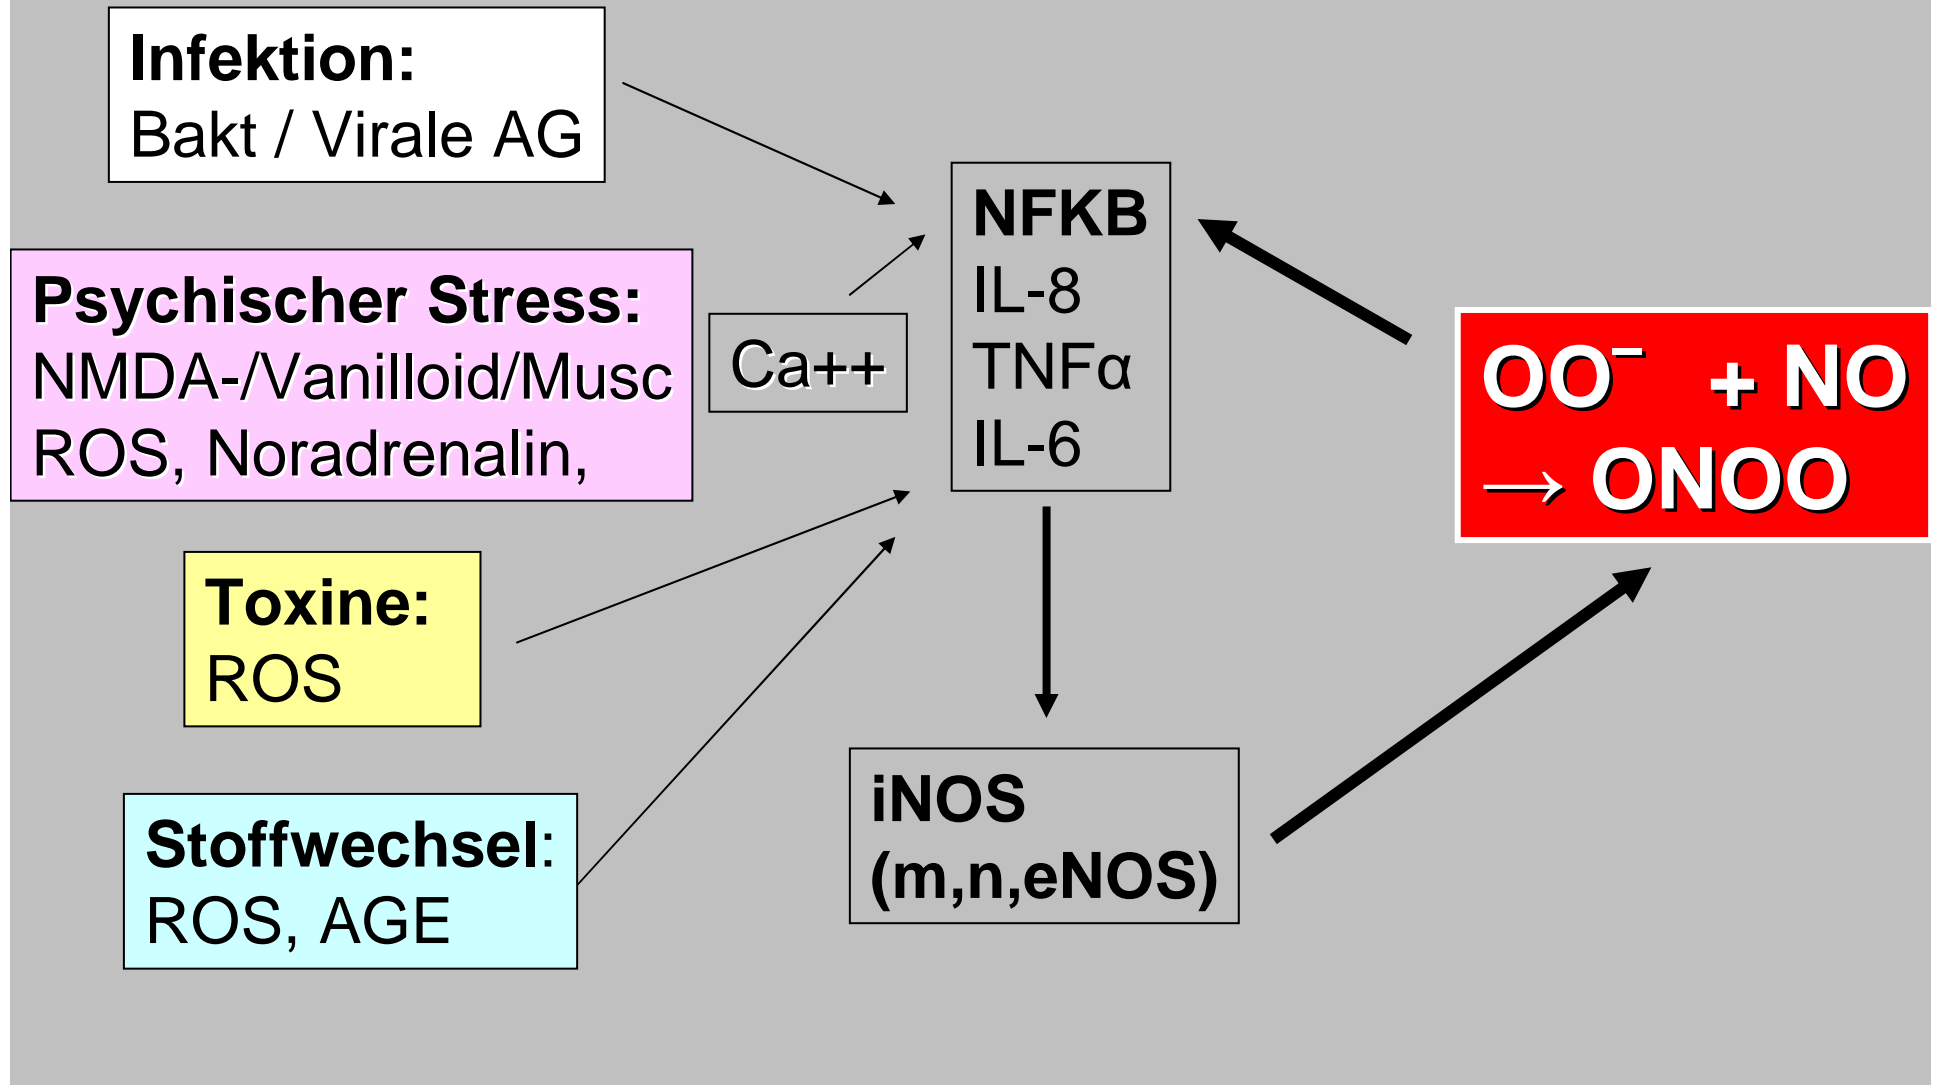 Infektion:
Bakt / Virale AG
Psychischer Stress:
NMDA-/Vanilloid/Musc
ROS, Noradrenalin,
Ca++
Toxine:
ROS
Stoffwechsel:
ROS, AGE
NFKB
IL-8
TNFα
IL-6
iNOS
(m,n,eNOS)
OO⁻ + NO
→ ONOO